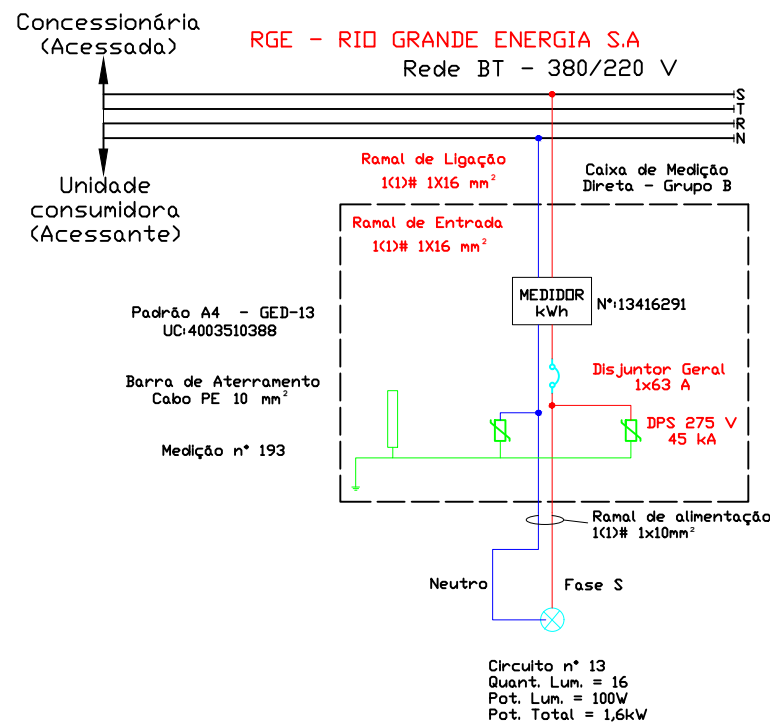 Concessionária
(Acessada)
RGE - RIO GRANDE ENERGIA S.A
Rede BT - 380/220 V
S
T
R
N
Ramal de Ligação
1(1)# 1X16 mm²
Caixa de Medição
Direta - Grupo B
Unidade
consumidora
(Acessante)
Ramal de Entrada
1(1)# 1X16 mm²
MEDIDOR
kWh
N°:13416291
Padrão A4 - GED-13
UC:4003510388
Disjuntor Geral
1x63 A
Barra de Aterramento
Cabo PE 10 mm²
DPS 275 V
45 kA
Medição n° 193
Ramal de alimentação
1(1)# 1x10mm²
Neutro
Fase S
Circuito n° 13
Quant. Lum. = 16
Pot. Lum. = 100W
Pot. Total = 1,6kW